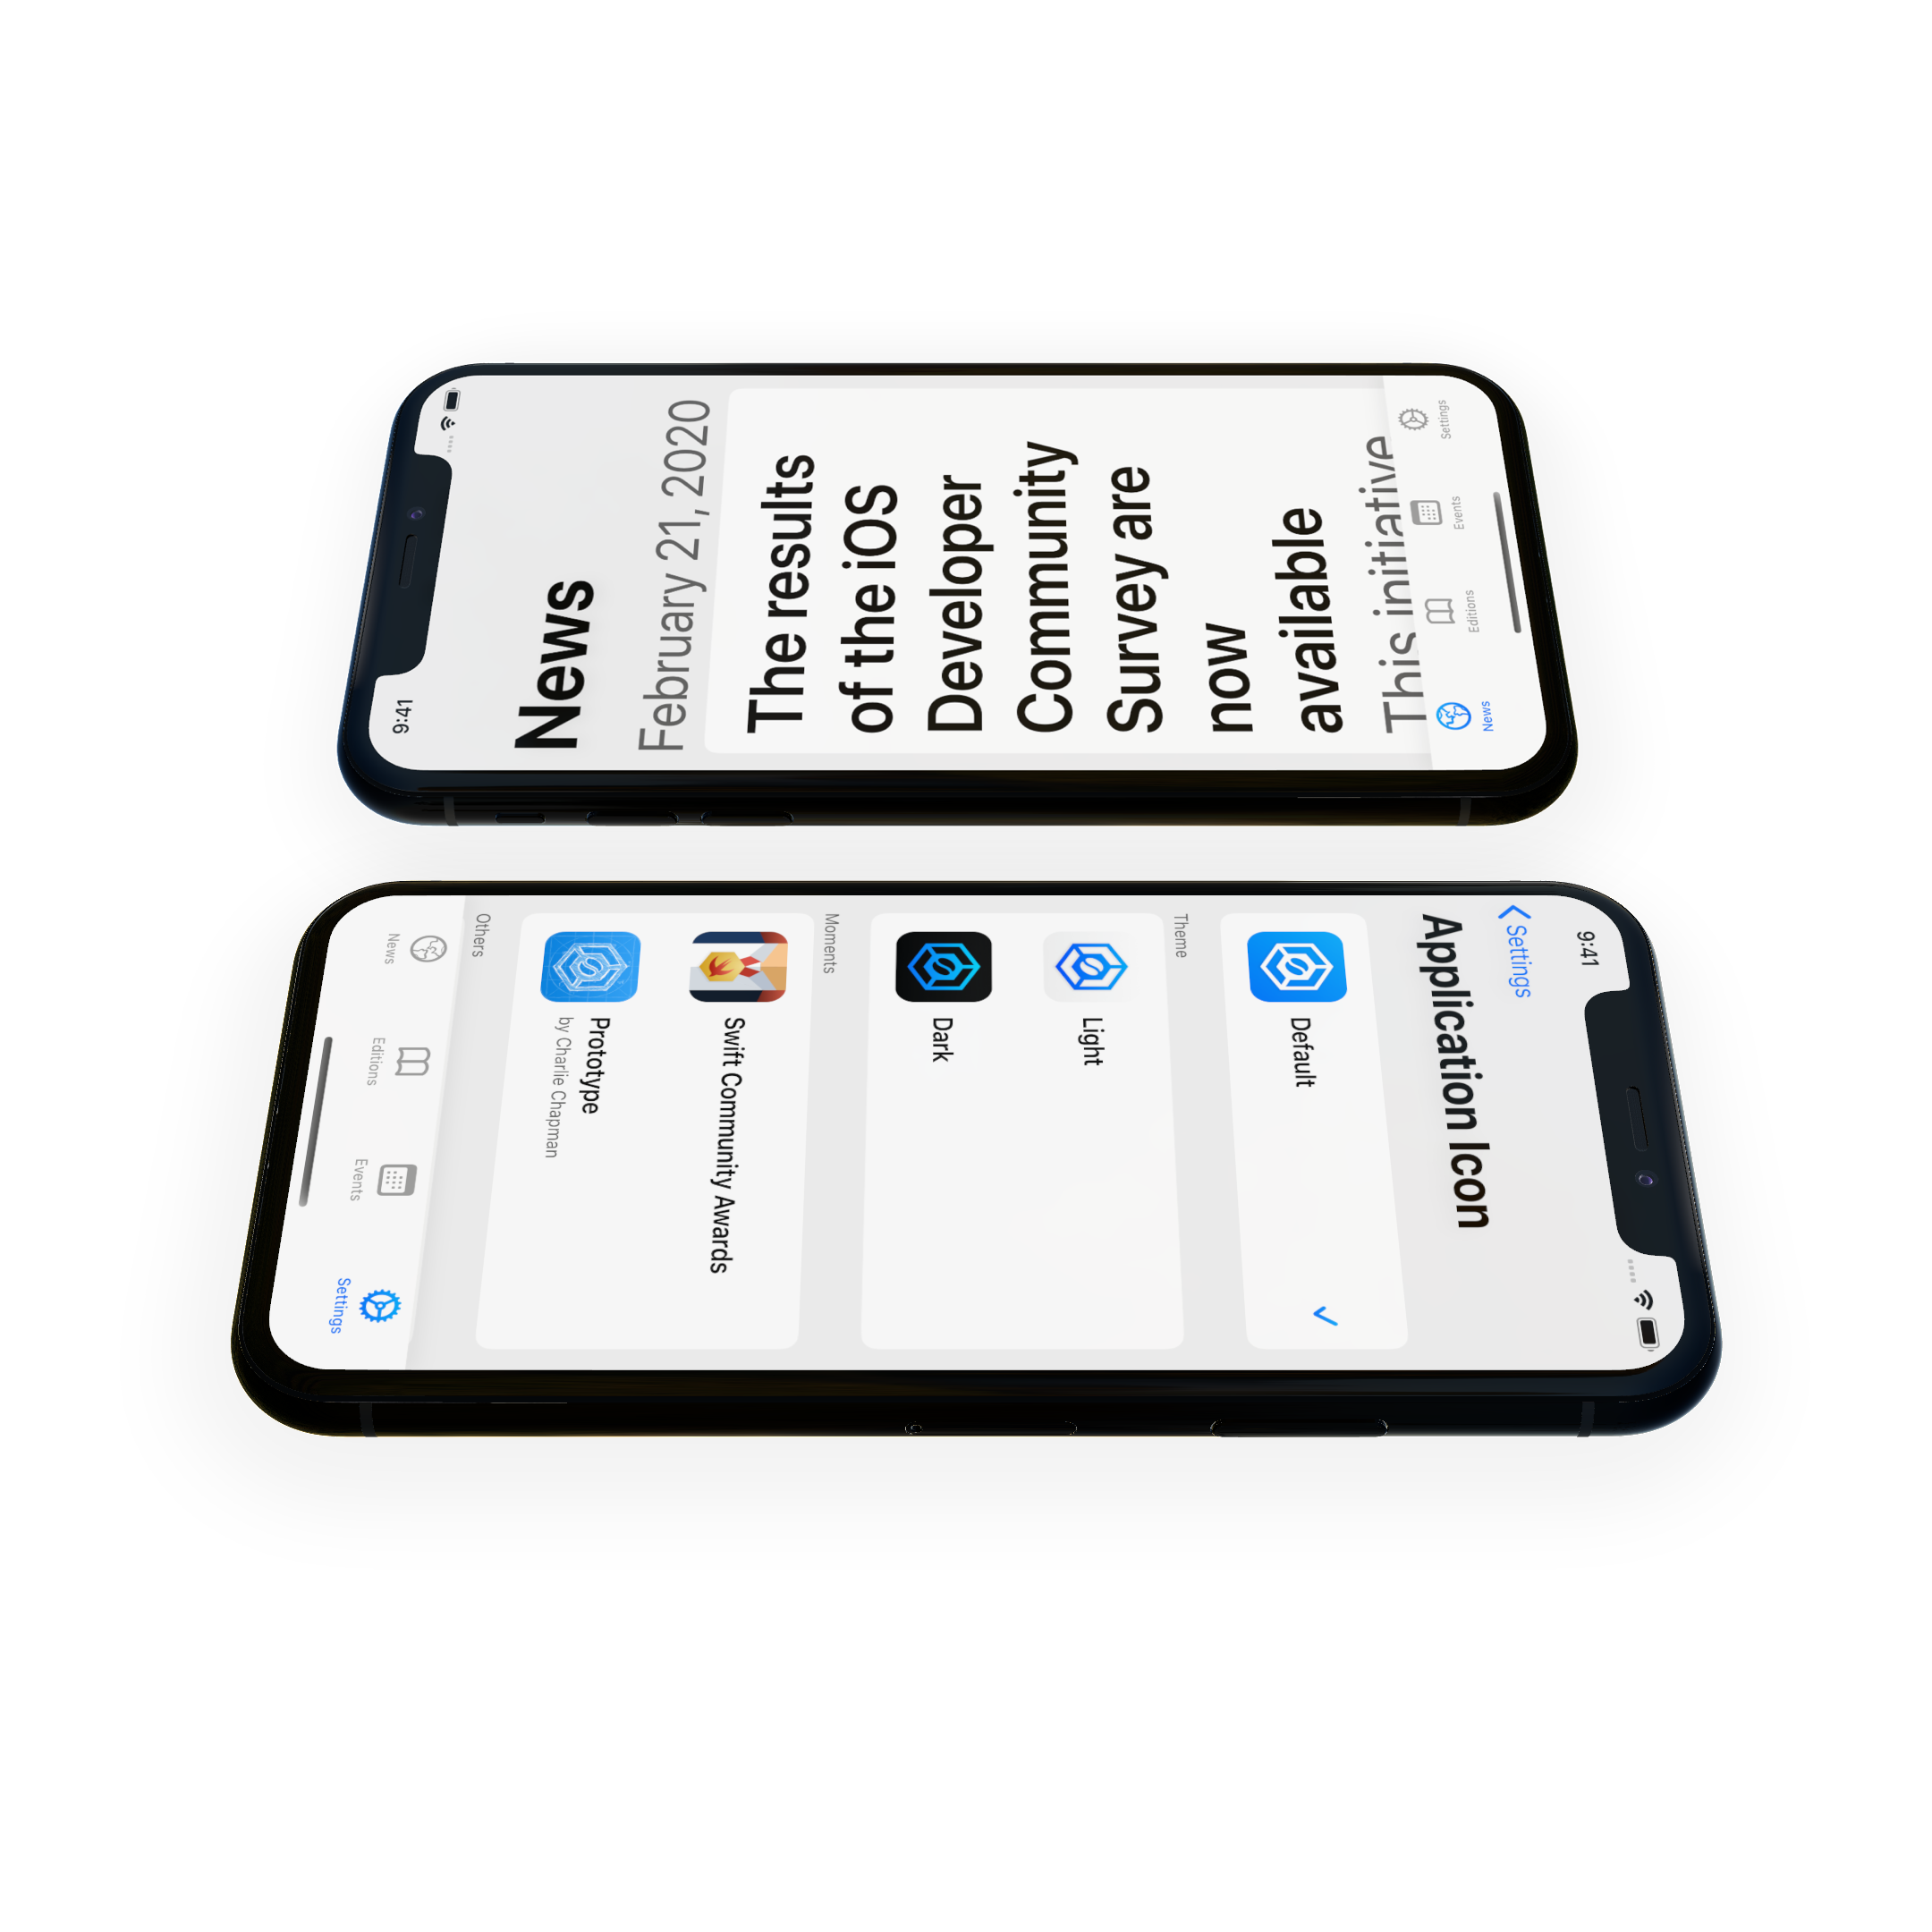 9:41
News
February 21, 2020
The results
of the iOS
Developer
Community
Survey are
now
available
This initiative
News
Editions
Events
Settings
9:41
Settings
Application Icon
Default
Theme
Light
Dark
Moments
Swift Community Awards
Prototype
by Charlie Chapman
Others
News
Editions
Events
Settings